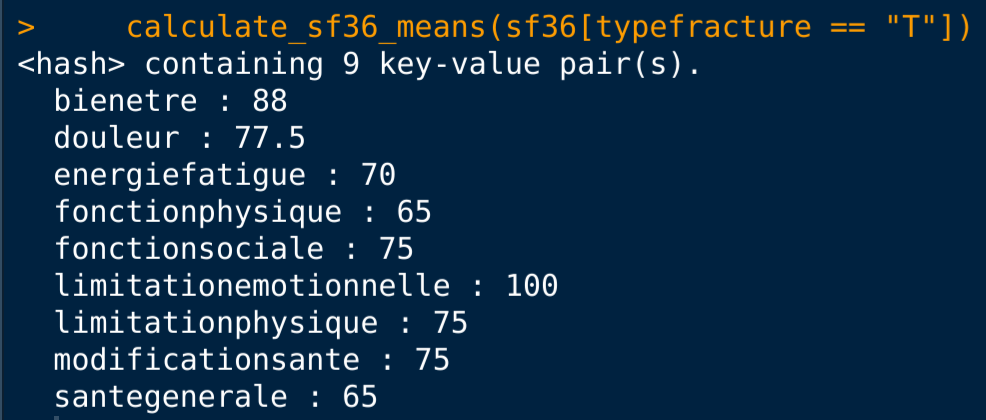 >     calculate_sf36_means(sf36[typefracture == "T"])
<hash> containing 9 key-value pair(s).
  bienetre : 88
  douleur : 77.5
  energiefatigue : 70
  fonctionphysique : 65
  fonctionsociale : 75
  limitationemotionnelle : 100
  limitationphysique : 75
  modificationsante : 75
  santegenerale : 65